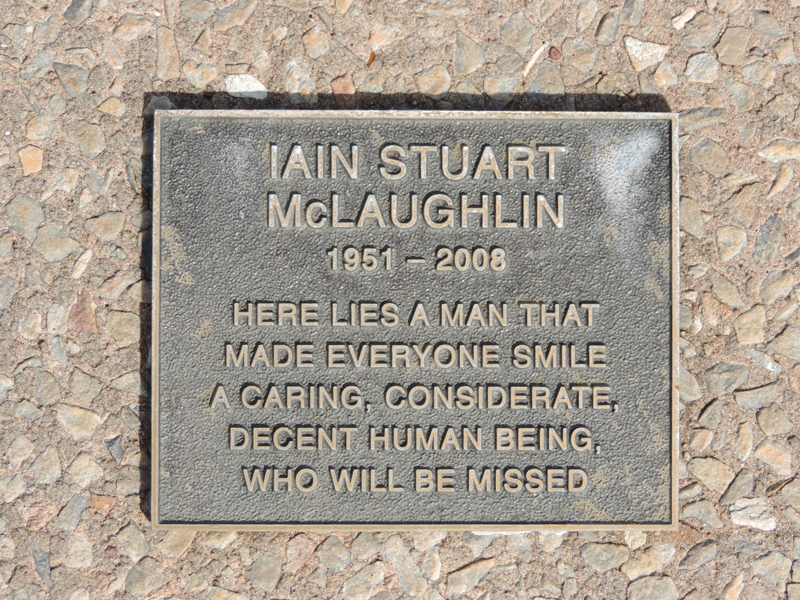 IAIN STUART
McLAUGHLIN
1951 – 2008
HERE LIES A MAN THAT
MADE EVERYONE SMILE
A CARING, CONSIDERATE,
DECENT HUMAN BEING,
WHO WILL BE MISSED